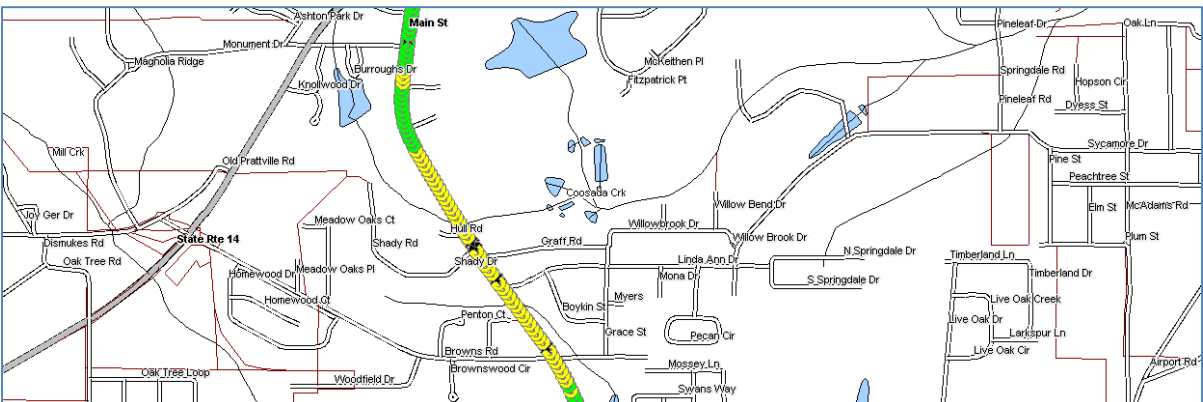 Ashton Park Dr
Main St
Pineleaf Dr
Oak Ln
Monument Dr
Magnolia Ridge
Burroughs Dr
Knollwood Dr
McKeithen Pl
Fitzpatrick Pt
Springdale Rd
Hopson Cir
Pineleaf Rd
Dyess St
Mill Crk
Old Prattville Rd
Sycamore Dr
Pine St
Peachtree St
Coosada Crk
Joy Ger Dr
Meadow Oaks Ct
Willow Bend Dr
Elm St
McAdams Rd
Dismukes Rd
State Rte 14
Shady Rd
Hull Rd
Graff Rd
Willowbrook Dr
Willow Brook Dr
Plum St
Oak Tree Rd
Homewood Dr
Meadow Oaks Pl
Shady Dr
Linda Ann Dr
N Springdale Dr
Timberland Ln
Mona Dr
S Springdale Dr
Timberland Dr
Homewood Ct
Boykin St
Myers
Live Oak Creek
Penton Ct
Grace St
Pecan Cir
Live Oak Dr
Larkspur Ln
Browns Rd
Live Oak Cir
Oak Tree Loop
Woodfield Dr
Brownswood Cir
Mossey Ln
Airport Rd
Swans Way